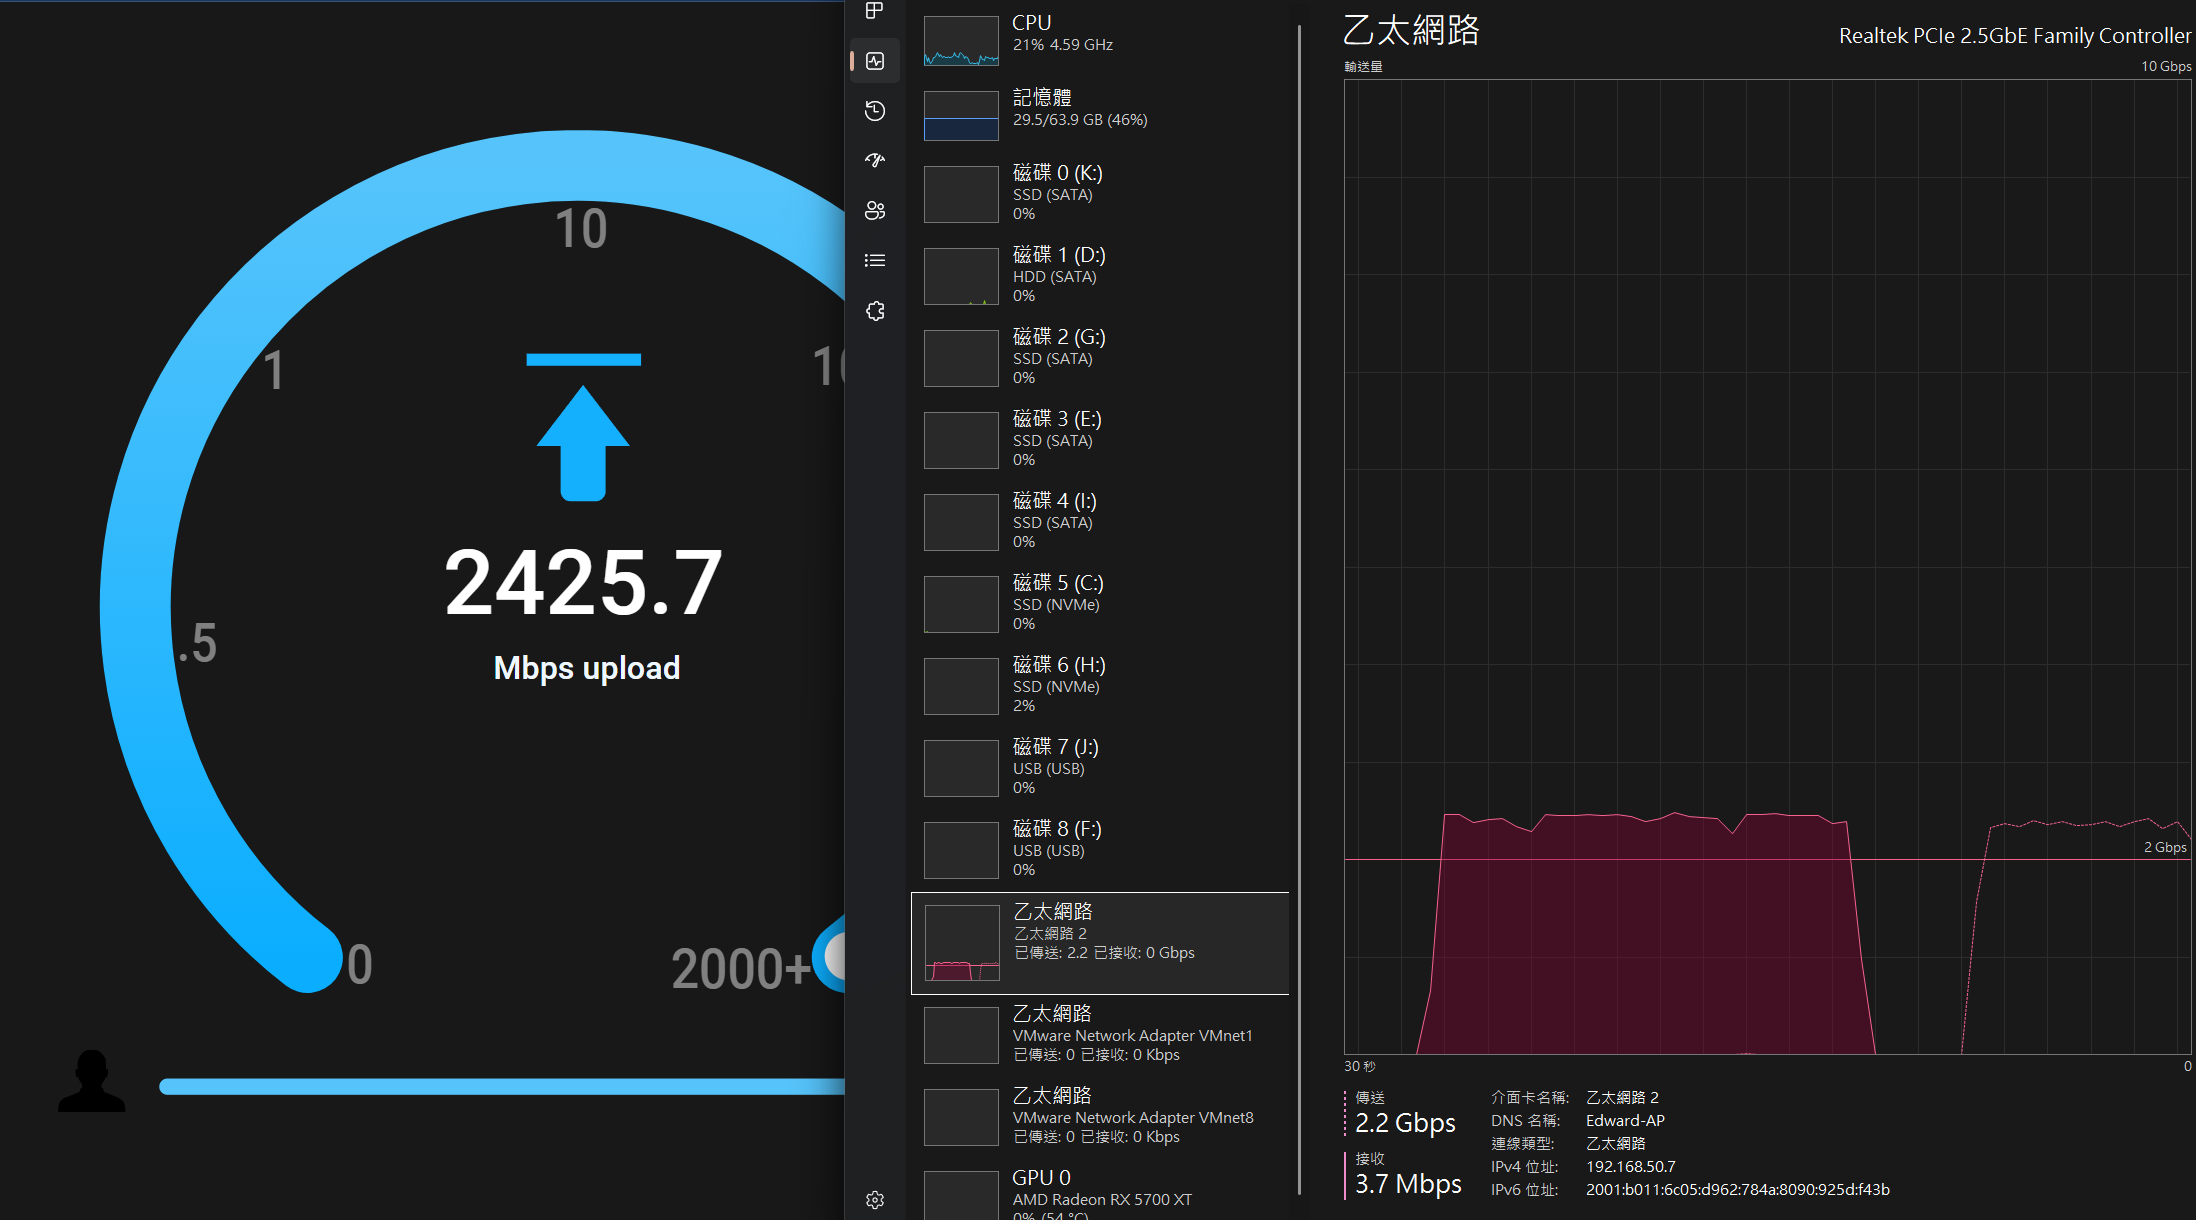 10
1
10
.5
2425.7
Mbps upload
0
2000+
CPU
21% 4.59 GHz
記憶體
29.5/63.9 GB (46%)
磁碟 0 (K:)
SSD (SATA)
0%
磁碟 1 (D:)
HDD (SATA)
0%
磁碟 2 (G:)
SSD (SATA)
0%
磁碟 3 (E:)
SSD (SATA)
0%
磁碟 4 (I:)
SSD (SATA)
0%
磁碟 5 (C:)
SSD (NVMe)
0%
磁碟 6 (H:)
SSD (NVMe)
2%
磁碟 7 (J:)
USB (USB)
0%
磁碟 8 (F:)
USB (USB)
0%
乙太網路
乙太網路 2
已傳送: 2.2 已接收: 0 Gbps
乙太網路
VMware Network Adapter VMnet1
已傳送: 0 已接收: 0 Kbps
乙太網路
VMware Network Adapter VMnet8
已傳送: 0 已接收: 0 Kbps
GPU 0
AMD Radeon RX 5700 XT
0% (54 °C)
乙太網路
Realtek PCIe 2.5GbE Family Controller
輸送量
10 Gbps
2 Gbps
30 秒
0
傳送
2.2 Gbps
接收
3.7 Mbps
介面卡名稱: 乙太網路 2
DNS 名稱: Edward-AP
連線類型: 乙太網路
IPv4 位址: 192.168.50.7
IPv6 位址: 2001:b011:6c05:d962:784a:8090:925d:f43b